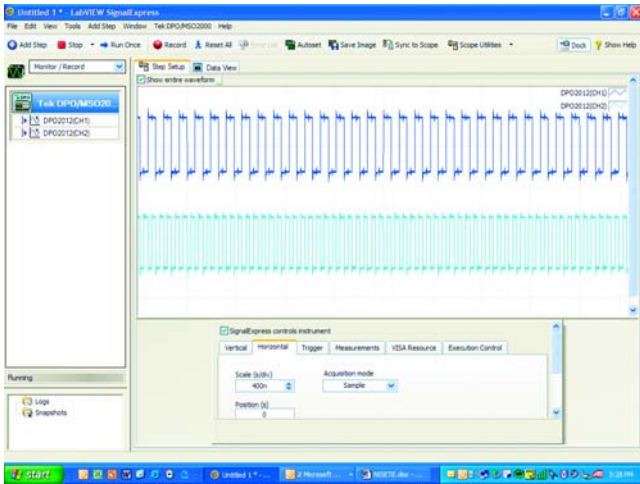 Untitled 1 * - LabVIEW SignalExpress
File Edit View Tools Add Step Window Tek DPO/MSO2000 Help
Add Step Stop Run Once Record Reset All Autoset Save Image Sync to Scope Scope Utilities Dock Show Help
Monitor / Record
Step Setup Data View
Show entire waveform
DPO2012(CH1)
DPO2012(CH2)
Tek DPO/MSO20...
DPO2012(CH1)
DPO2012(CH2)
SignalExpress controls instrument
Vertical Horizontal Trigger Measurements VISA Resource Execution Control
Scale (s/div)
Acquisition mode
400n
Sample
Position (s)
0
Running
Logs
Snapshots
start
Untitled 1 * - ...
2 Microsoft ...